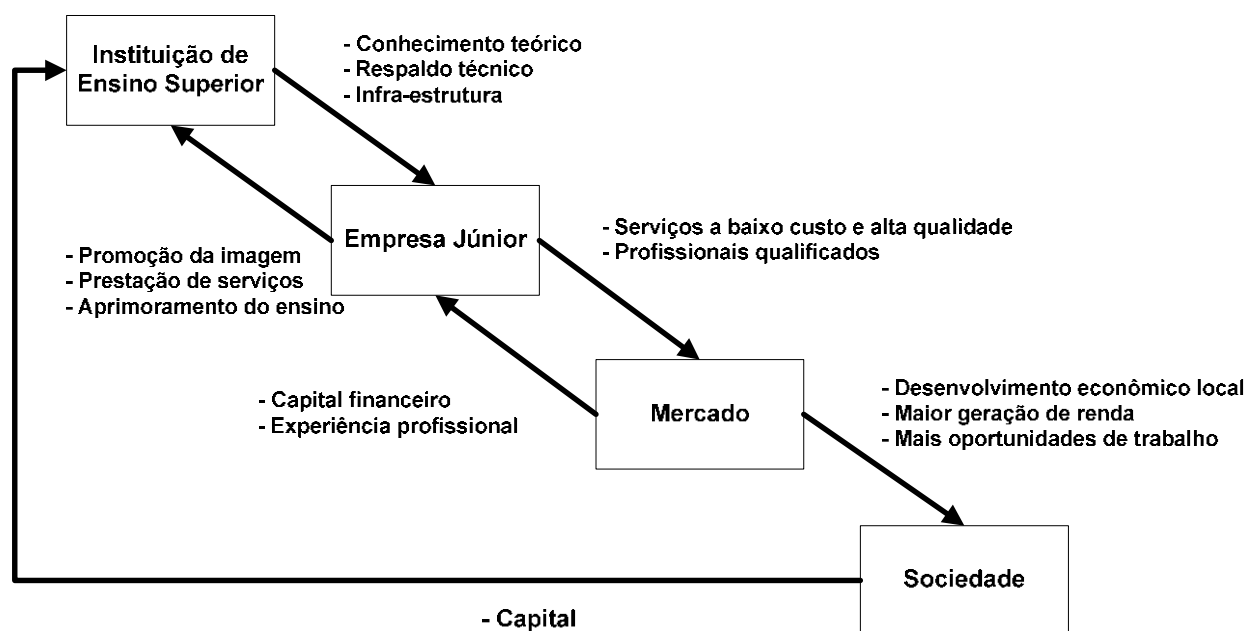 Instituição de
Ensino Superior
- Conhecimento teórico
- Respaldo técnico
- Infra-estrutura
Empresa Júnior
- Promoção da imagem
- Prestação de serviços
- Aprimoramento do ensino
- Serviços a baixo custo e alta qualidade
- Profissionais qualificados
- Capital financeiro
- Experiência profissional
Mercado
- Desenvolvimento econômico local
- Maior geração de renda
- Mais oportunidades de trabalho
Sociedade
- Capital